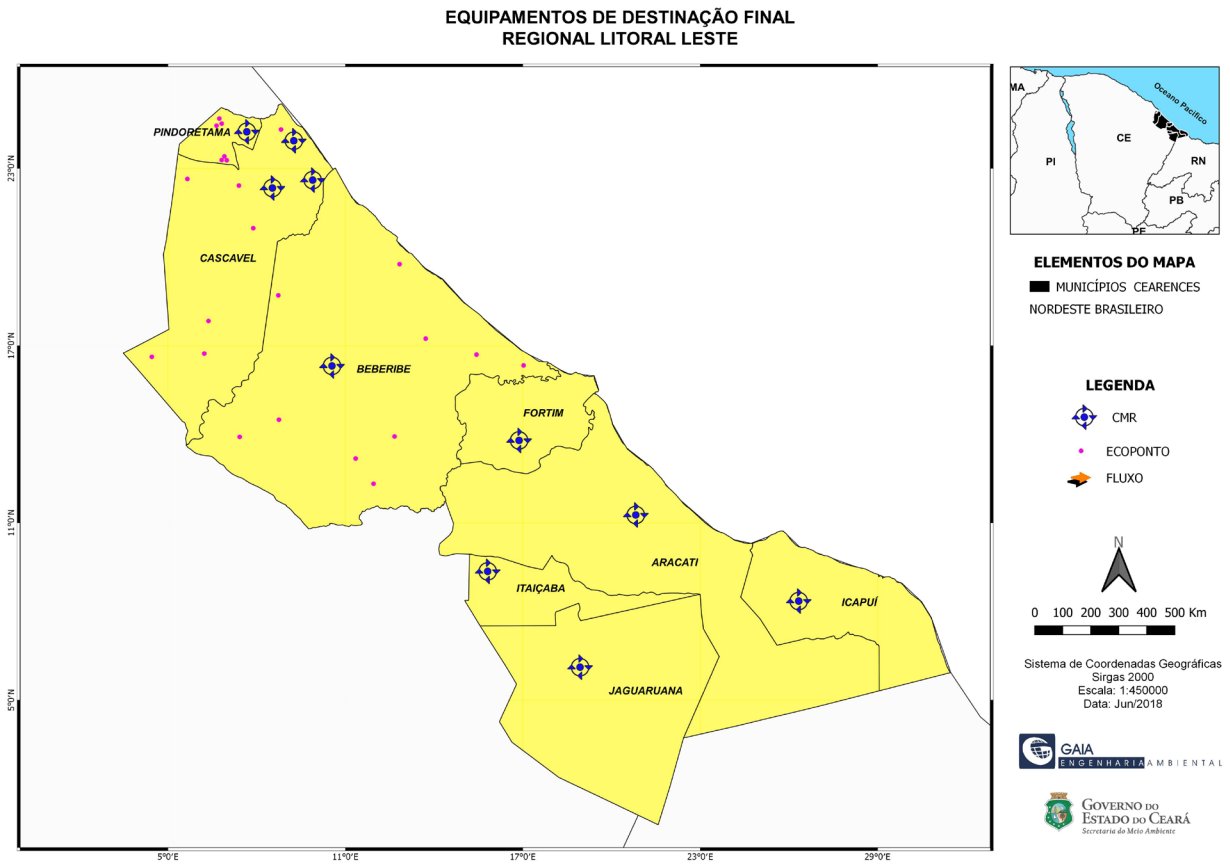 EQUIPAMENTOS DE DESTINAÇÃO FINAL
REGIONAL LITORAL LESTE
PINDORETAMA
CASCAVEL
BEBERIBE
FORTIM
ARACATI
ITAIÇABA
ICAPUÍ
JAGUARUANA
23°0'N
17°0'N
11°0'N
5°0'N
5°0'E
11°0'E
17°0'E
23°0'E
29°0'E
MA
Oceano Pacífico
CE
PI
RN
PB
PE
ELEMENTOS DO MAPA
MUNICÍPIOS CEARENCES
NORDESTE BRASILEIRO
LEGENDA
CMR
ECOPONTO
FLUXO
N
0 100 200 300 400 500 Km
Sistema de Coordenadas Geográficas
Sirgas 2000
Escala: 1:450000
Data: Jun/2018
GAIA
ENGENHARIAAMBIENTAL
GOVERNO DO
ESTADO DO CEARÁ
Secretaria do Meio Ambiente